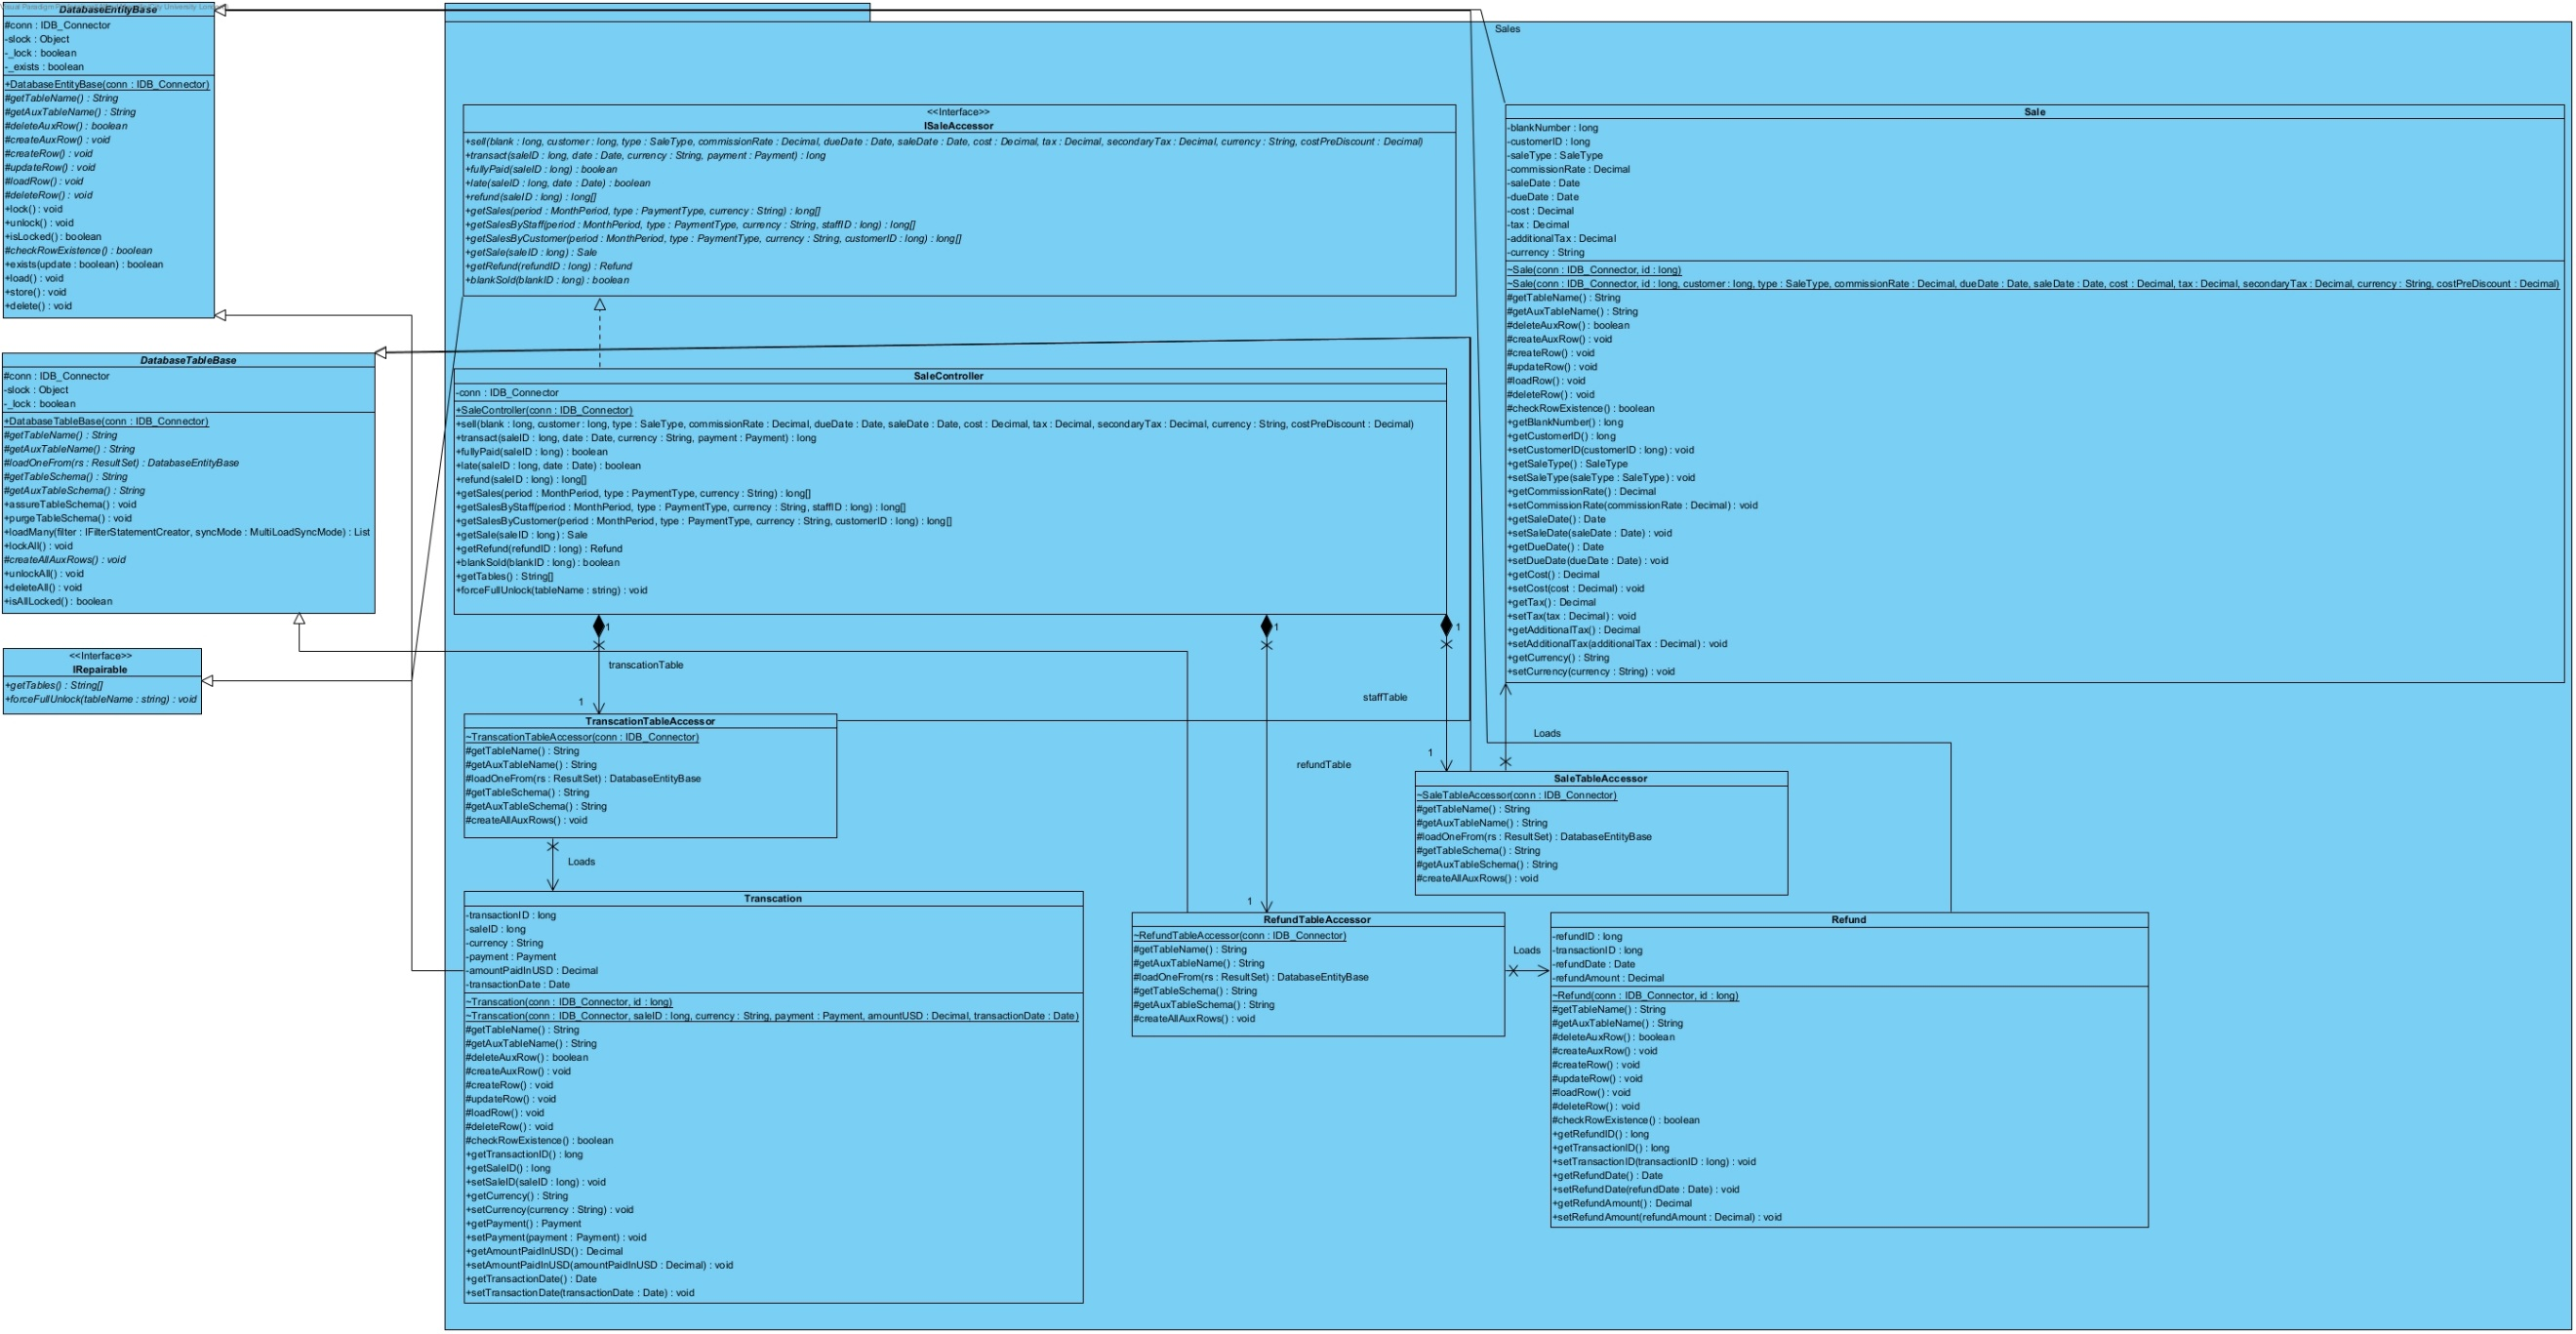 DatabaseEntityBase
#conn : IDB_Connector
-slock : Object
-_lock : boolean
-_exists : boolean
+DatabaseEntityBase(conn : IDB_Connector)
#getTableName() : String
#getAuxTableName() : String
#deleteAuxRow() : boolean
#createAuxRow() : void
#createRow() : void
#updateRow() : void
#loadRow() : void
#deleteRow() : void
+lock() : void
+unlock() : void
+isLocked() : boolean
#checkRowExistence() : boolean
+exists(update : boolean) : boolean
+load() : void
+store() : void
+delete() : void
DatabaseTableBase
#conn : IDB_Connector
-slock : Object
-_lock : boolean
+DatabaseTableBase(conn : IDB_Connector)
#getTableName() : String
#getAuxTableName() : String
#loadOneFrom(rs : ResultSet) : DatabaseEntityBase
#getTableSchema() : String
#getAuxTableSchema() : String
+assureTableSchema() : void
+purgeTableSchema() : void
+loadMany(filter : IFilterStatementCreator, syncMode : MultiLoadSyncMode) : List
+lockAll() : void
#createAllAuxRows() : void
+unlockAll() : void
+deleteAll() : void
+isAllLocked() : boolean
<<Interface>>
IRepairable
+getTables() : String[]
+forceFullUnlock(tableName : string) : void
Sales
<<Interface>>
ISaleAccessor
+sell(blank : long, customer : long, type : SaleType, commissionRate : Decimal, dueDate : Date, saleDate : Date, cost : Decimal, tax : Decimal, secondaryTax : Decimal, currency : String, costPreDiscount : Decimal)
+transact(saleID : long, date : Date, currency : String, payment : Payment) : long
+fullyPaid(saleID : long) : boolean
+late(saleID : long, date : Date) : boolean
+refund(saleID : long) : long[]
+getSales(period : MonthPeriod, type : PaymentType, currency : String) : long[]
+getSalesByStaff(period : MonthPeriod, type : PaymentType, currency : String, staffID : long) : long[]
+getSalesByCustomer(period : MonthPeriod, type : PaymentType, currency : String, customerID : long) : long[]
+getSale(saleID : long) : Sale
+getRefund(refundID : long) : Refund
+blankSold(blankID : long) : boolean
SaleController
-conn : IDB_Connector
+SaleController(conn : IDB_Connector)
+sell(blank : long, customer : long, type : SaleType, commissionRate : Decimal, dueDate : Date, saleDate : Date, cost : Decimal, tax : Decimal, secondaryTax : Decimal, currency : String, costPreDiscount : Decimal)
+transact(saleID : long, date : Date, currency : String, payment : Payment) : long
+fullyPaid(saleID : long) : boolean
+late(saleID : long, date : Date) : boolean
+refund(saleID : long) : long[]
+getSales(period : MonthPeriod, type : PaymentType, currency : String) : long[]
+getSalesByStaff(period : MonthPeriod, type : PaymentType, currency : String, staffID : long) : long[]
+getSalesByCustomer(period : MonthPeriod, type : PaymentType, currency : String, customerID : long) : long[]
+getSale(saleID : long) : Sale
+getRefund(refundID : long) : Refund
+blankSold(blankID : long) : boolean
+getTables() : String[]
+forceFullUnlock(tableName : string) : void
1
transcationTable
1
1
refundTable
1
1
staffTable
1
Sale
-blankNumber : long
-customerID : long
-saleType : SaleType
-commissionRate : Decimal
-saleDate : Date
-dueDate : Date
-cost : Decimal
-tax : Decimal
-additionalTax : Decimal
-currency : String
~Sale(conn : IDB_Connector, id : long)
~Sale(conn : IDB_Connector, id : long, customer : long, type : SaleType, commissionRate : Decimal, dueDate : Date, saleDate : Date, cost : Decimal, tax : Decimal, secondaryTax : Decimal, currency : String, costPreDiscount : Decimal)
#getTableName() : String
#getAuxTableName() : String
#deleteAuxRow() : boolean
#createAuxRow() : void
#createRow() : void
#updateRow() : void
#loadRow() : void
#deleteRow() : void
#checkRowExistence() : boolean
+getBlankNumber() : long
+getCustomerID() : long
+setCustomerID(customerID : long) : void
+getSaleType() : SaleType
+setSaleType(saleType : SaleType) : void
+getCommissionRate() : Decimal
+setCommissionRate(commissionRate : Decimal) : void
+getSaleDate() : Date
+setSaleDate(saleDate : Date) : void
+getDueDate() : Date
+setDueDate(dueDate : Date) : void
+getCost() : Decimal
+setCost(cost : Decimal) : void
+getTax() : Decimal
+setTax(tax : Decimal) : void
+getAdditionalTax() : Decimal
+setAdditionalTax(additionalTax : Decimal) : void
+getCurrency() : String
+setCurrency(currency : String) : void
Loads
TranscationTableAccessor
~TranscationTableAccessor(conn : IDB_Connector)
#getTableName() : String
#getAuxTableName() : String
#loadOneFrom(rs : ResultSet) : DatabaseEntityBase
#getTableSchema() : String
#getAuxTableSchema() : String
#createAllAuxRows() : void
Loads
SaleTableAccessor
~SaleTableAccessor(conn : IDB_Connector)
#getTableName() : String
#getAuxTableName() : String
#loadOneFrom(rs : ResultSet) : DatabaseEntityBase
#getTableSchema() : String
#getAuxTableSchema() : String
#createAllAuxRows() : void
Transcation
-transactionID : long
-saleID : long
-currency : String
-payment : Payment
-amountPaidInUSD : Decimal
-transactionDate : Date
~Transcation(conn : IDB_Connector, id : long)
~Transcation(conn : IDB_Connector, saleID : long, currency : String, payment : Payment, amountUSD : Decimal, transactionDate : Date)
#getTableName() : String
#getAuxTableName() : String
#deleteAuxRow() : boolean
#createAuxRow() : void
#createRow() : void
#updateRow() : void
#loadRow() : void
#deleteRow() : void
#checkRowExistence() : boolean
+getTransactionID() : long
+getSaleID() : long
+setSaleID(saleID : long) : void
+getCurrency() : String
+setCurrency(currency : String) : void
+getPayment() : Payment
+setPayment(payment : Payment) : void
+getAmountPaidInUSD() : Decimal
+setAmountPaidInUSD(amountPaidInUSD : Decimal) : void
+getTransactionDate() : Date
+setTransactionDate(transactionDate : Date) : void
RefundTableAccessor
~RefundTableAccessor(conn : IDB_Connector)
#getTableName() : String
#getAuxTableName() : String
#loadOneFrom(rs : ResultSet) : DatabaseEntityBase
#getTableSchema() : String
#getAuxTableSchema() : String
#createAllAuxRows() : void
Loads
Refund
-refundID : long
-transactionID : long
-refundDate : Date
-refundAmount : Decimal
~Refund(conn : IDB_Connector, id : long)
#getTableName() : String
#getAuxTableName() : String
#deleteAuxRow() : boolean
#createAuxRow() : void
#createRow() : void
#updateRow() : void
#loadRow() : void
#deleteRow() : void
#checkRowExistence() : boolean
+getRefundID() : long
+getTransactionID() : long
+setTransactionID(transactionID : long) : void
+getRefundDate() : Date
+setRefundDate(refundDate : Date) : void
+getRefundAmount() : Decimal
+setRefundAmount(refundAmount : Decimal) : void